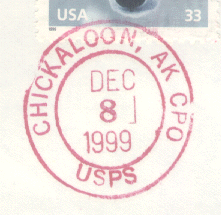 USA 33
CHICKALOON, AK CPO
DEC
8
1999
USPS